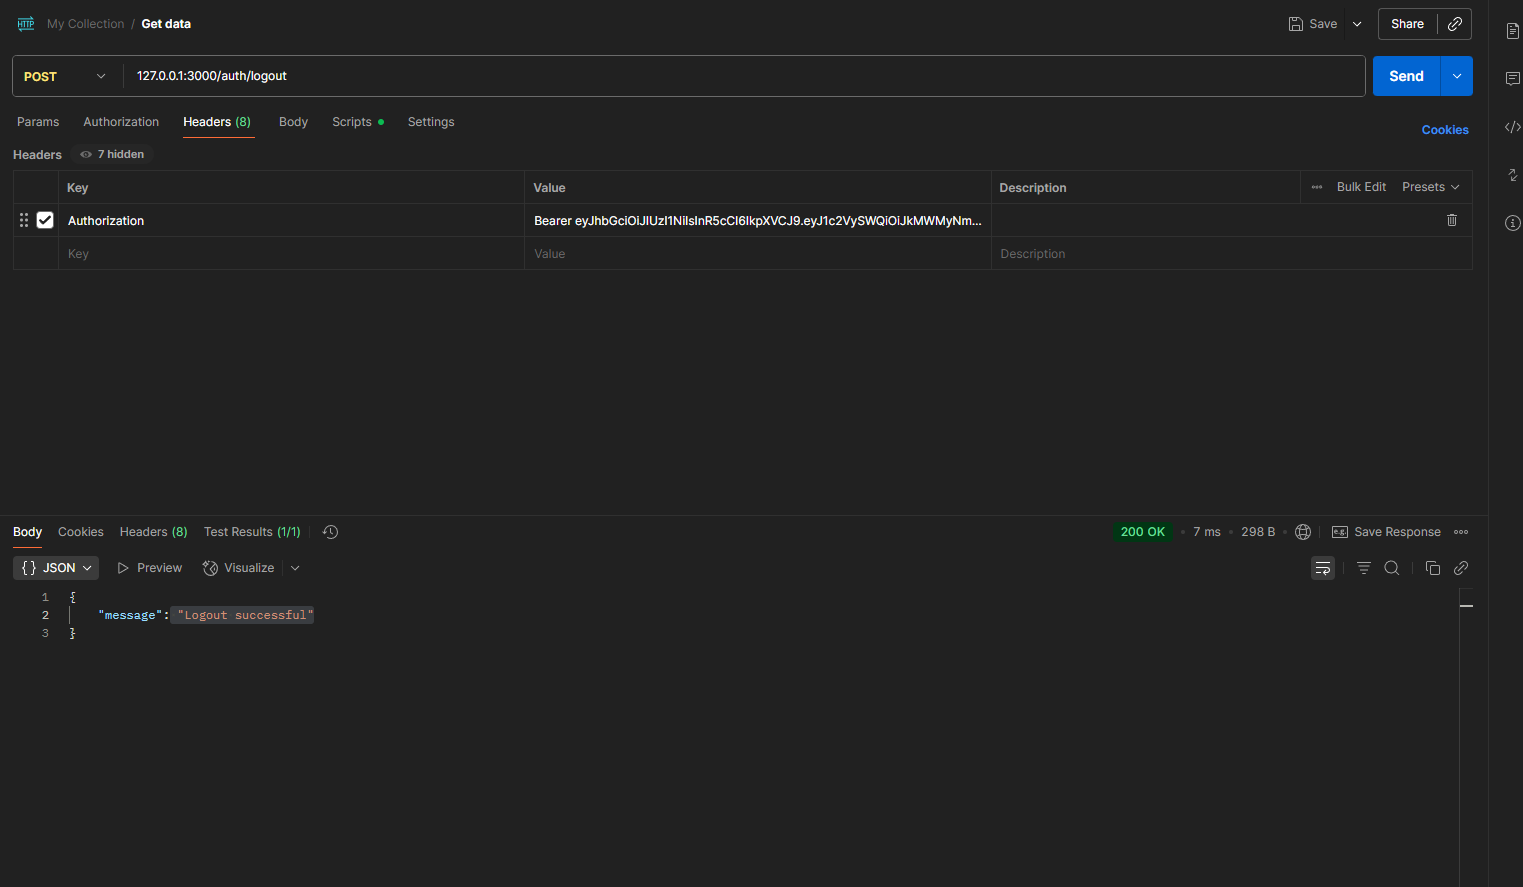 HTTP My Collection / Get data Save Share
POST 127.0.0.1:3000/auth/logout Send
Params Authorization Headers (8) Body Scripts Settings Cookies
Headers 7 hidden
Key Value Description Bulk Edit Presets
Authorization Bearer eyJhbGciOiJIUzI1NiIsInR5cCI6IkpXVCJ9.eyJ1c2VySWQiOiJkMWMyNm...
Key Value Description
Body Cookies Headers (8) Test Results (1/1) 200 OK 7 ms 298 B e.g. Save Response
{} JSON Preview Visualize
1 {
2 "message": "Logout successful"
3 }